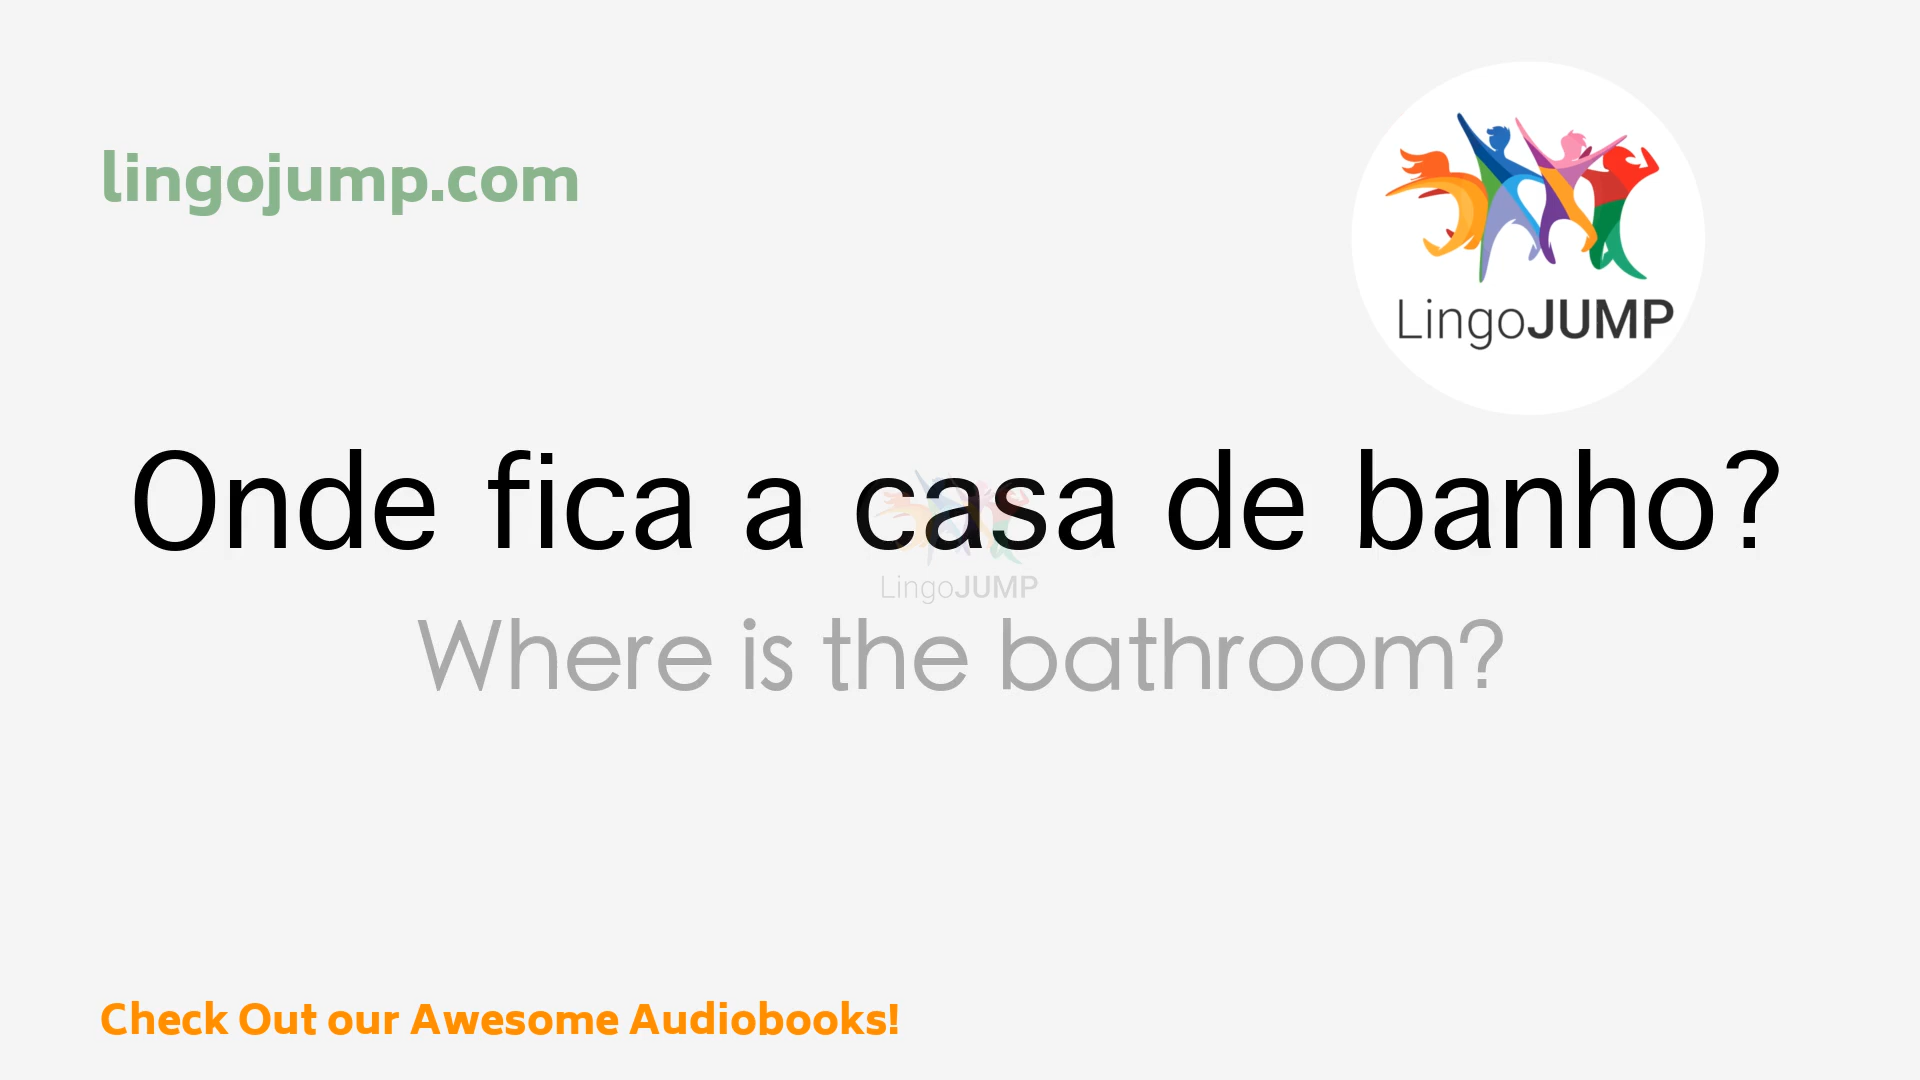 lingojump.com
LingoJUMP
Onde fica a casa de banho?
LingoJUMP
Where is the bathroom?
Check Out our Awesome Audiobooks!